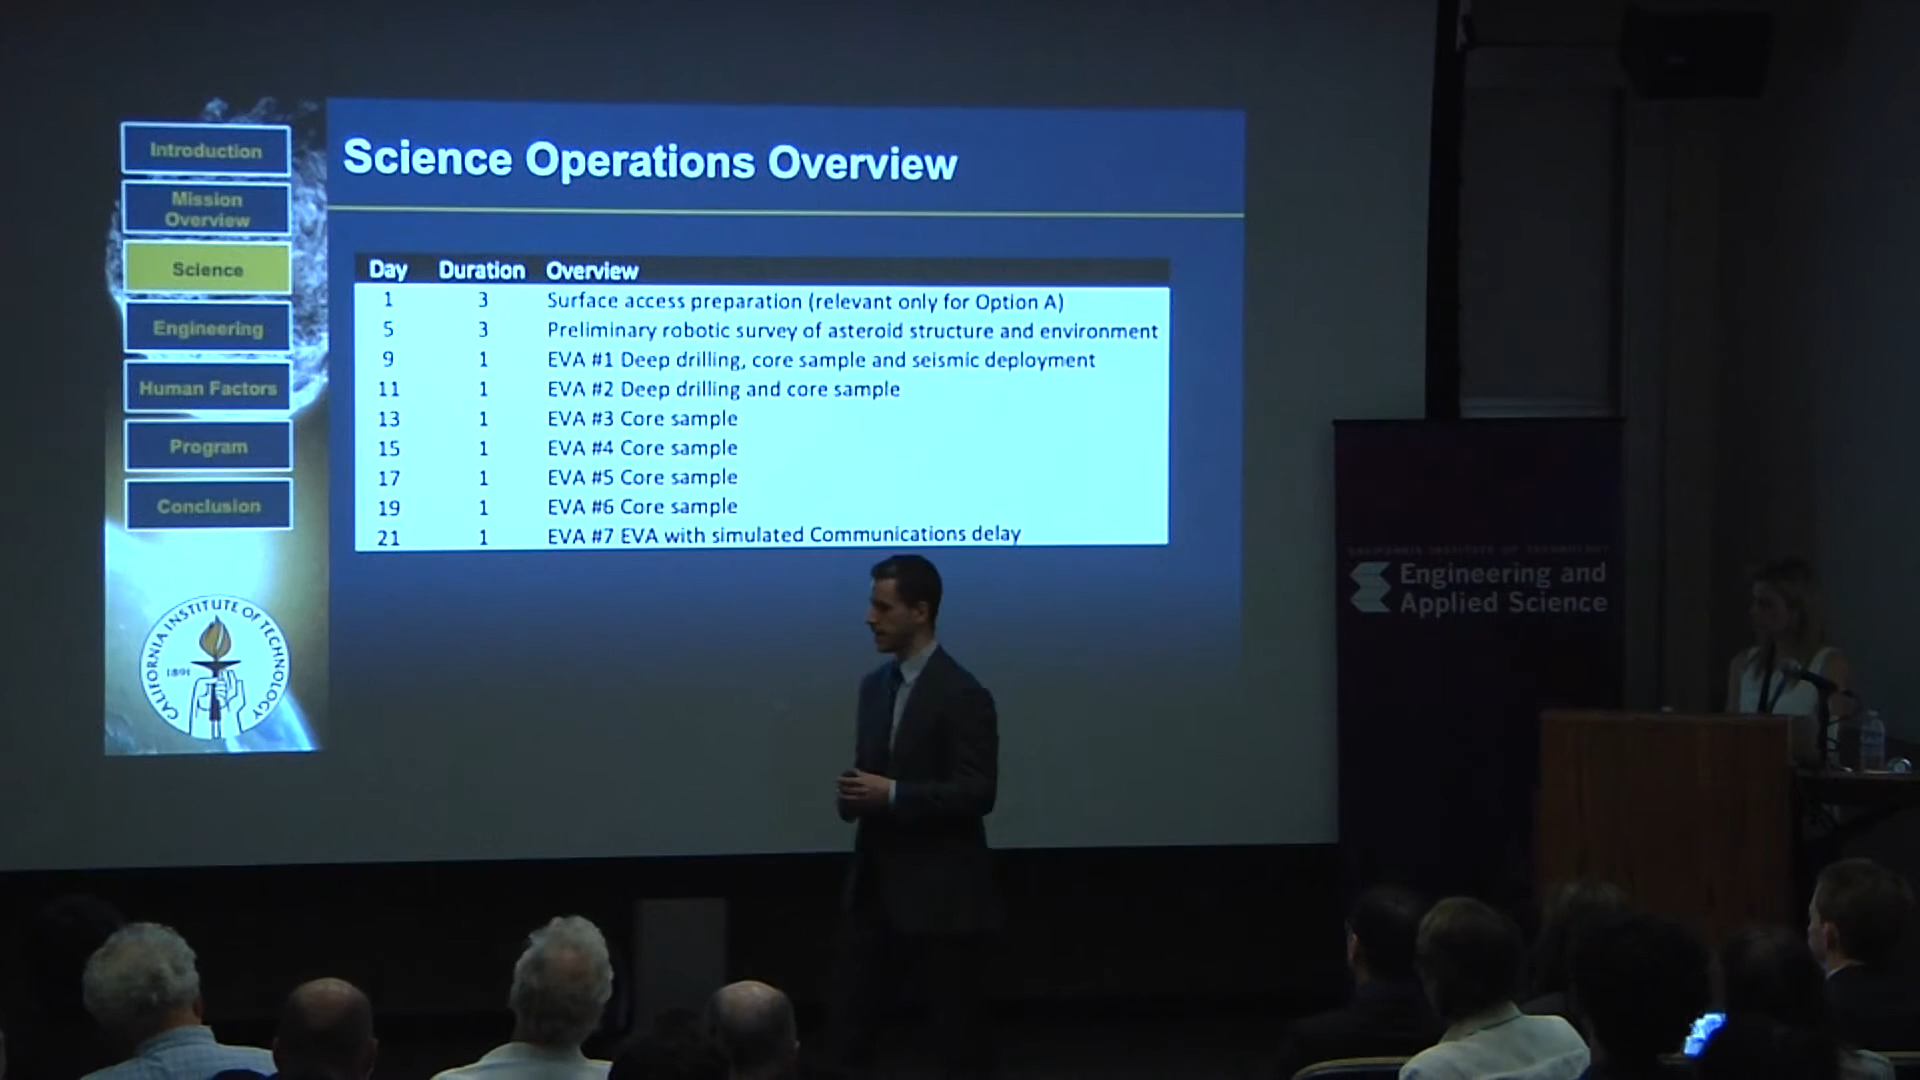 Introduction
Mission
Overview
Science
Engineering
Human Factors
Program
Conclusion
CALIFORNIA INSTITUTE OF TECHNOLOGY
1891
Science Operations Overview
Day Duration Overview
1 3 Surface access preparation (relevant only for Option A)
5 3 Preliminary robotic survey of asteroid structure and environment
9 1 EVA #1 Deep drilling, core sample and seismic deployment
11 1 EVA #2 Deep drilling and core sample
13 1 EVA #3 Core sample
15 1 EVA #4 Core sample
17 1 EVA #5 Core sample
19 1 EVA #6 Core sample
21 1 EVA #7 EVA with simulated Communications delay
CALIFORNIA INSTITUTE OF TECHNOLOGY
Engineering and
Applied Science